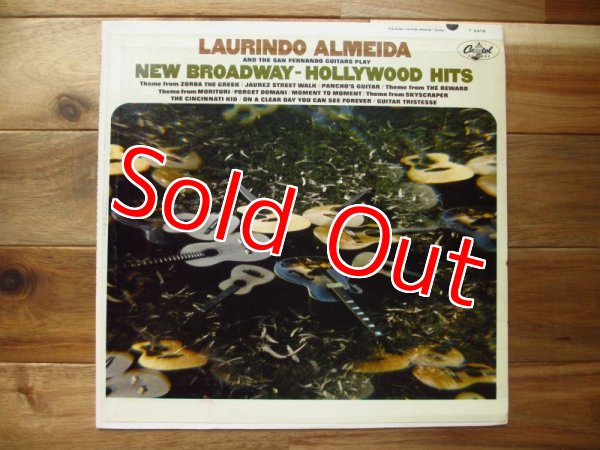 LAURINDO ALMEIDA
AND THE SAN FERNANDO GUITARS PLAY
NEW BROADWAY-HOLLYWOOD HITS
Theme from ZORBA THE GREEK / JAUREZ STREET WALK / PANCHO'S GUITAR / Theme from THE REWARD
Theme from MORITURI / FORGET DOMANI / MOMENT TO MOMENT / Theme from SKYSCRAPER
THE CINCINNATI KID / ON A CLEAR DAY YOU CAN SEE FOREVER / GUITAR TRISTESSE
Capitol
Sold Out